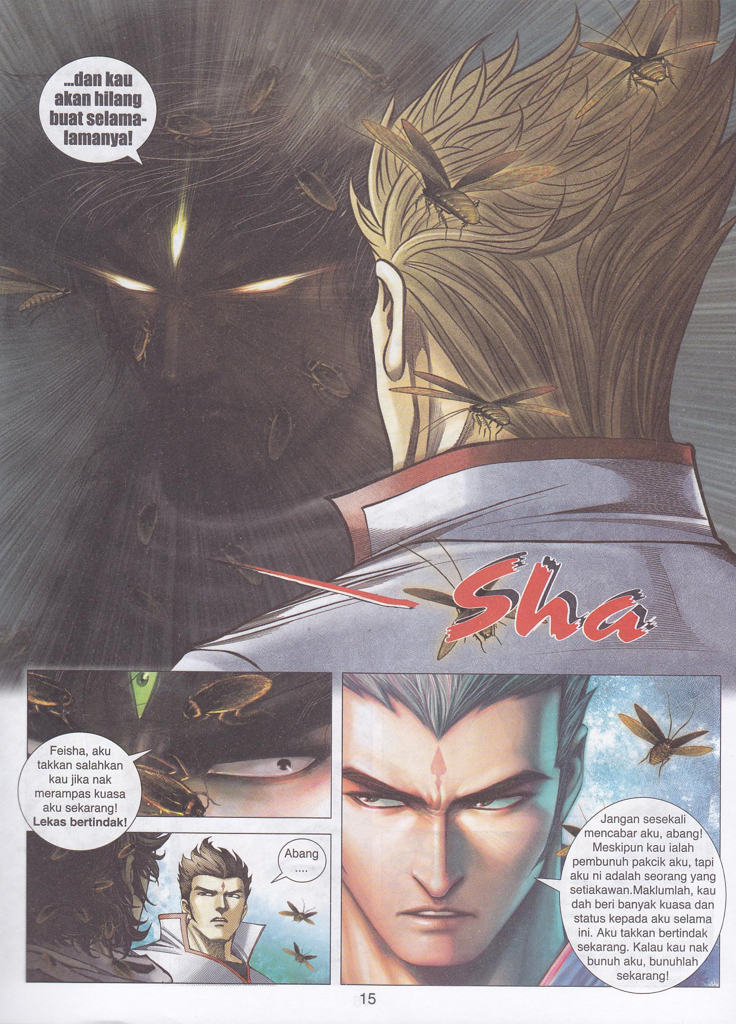 ...dan kau
akan hilang
buat selama-
lamanya!
Sha
Feisha, aku
takkan salahkan
kau jika nak
merampas kuasa
aku sekarang!
Lekas bertindak!
Abang
....
Jangan sesekali
mencabar aku, abang!
Meskipun kau ialah
pembunuh pakcik aku, tapi
aku ni adalah seorang yang
setiakawan.Maklumlah, kau
dah beri banyak kuasa dan
status kepada aku selama
ini. Aku takkan bertindak
sekarang. Kalau kau nak
bunuh aku, bunuhlah
sekarang!
15